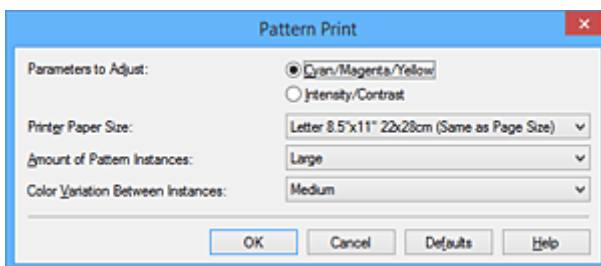 Pattern Print
Parameters to Adjust:
Cyan/Magenta/Yellow
Intensity/Contrast
Printer Paper Size:
Letter 8.5"x11" 22x28cm (Same as Page Size)
Amount of Pattern Instances:
Large
Color Variation Between Instances:
Medium
OK
Cancel
Defaults
Help